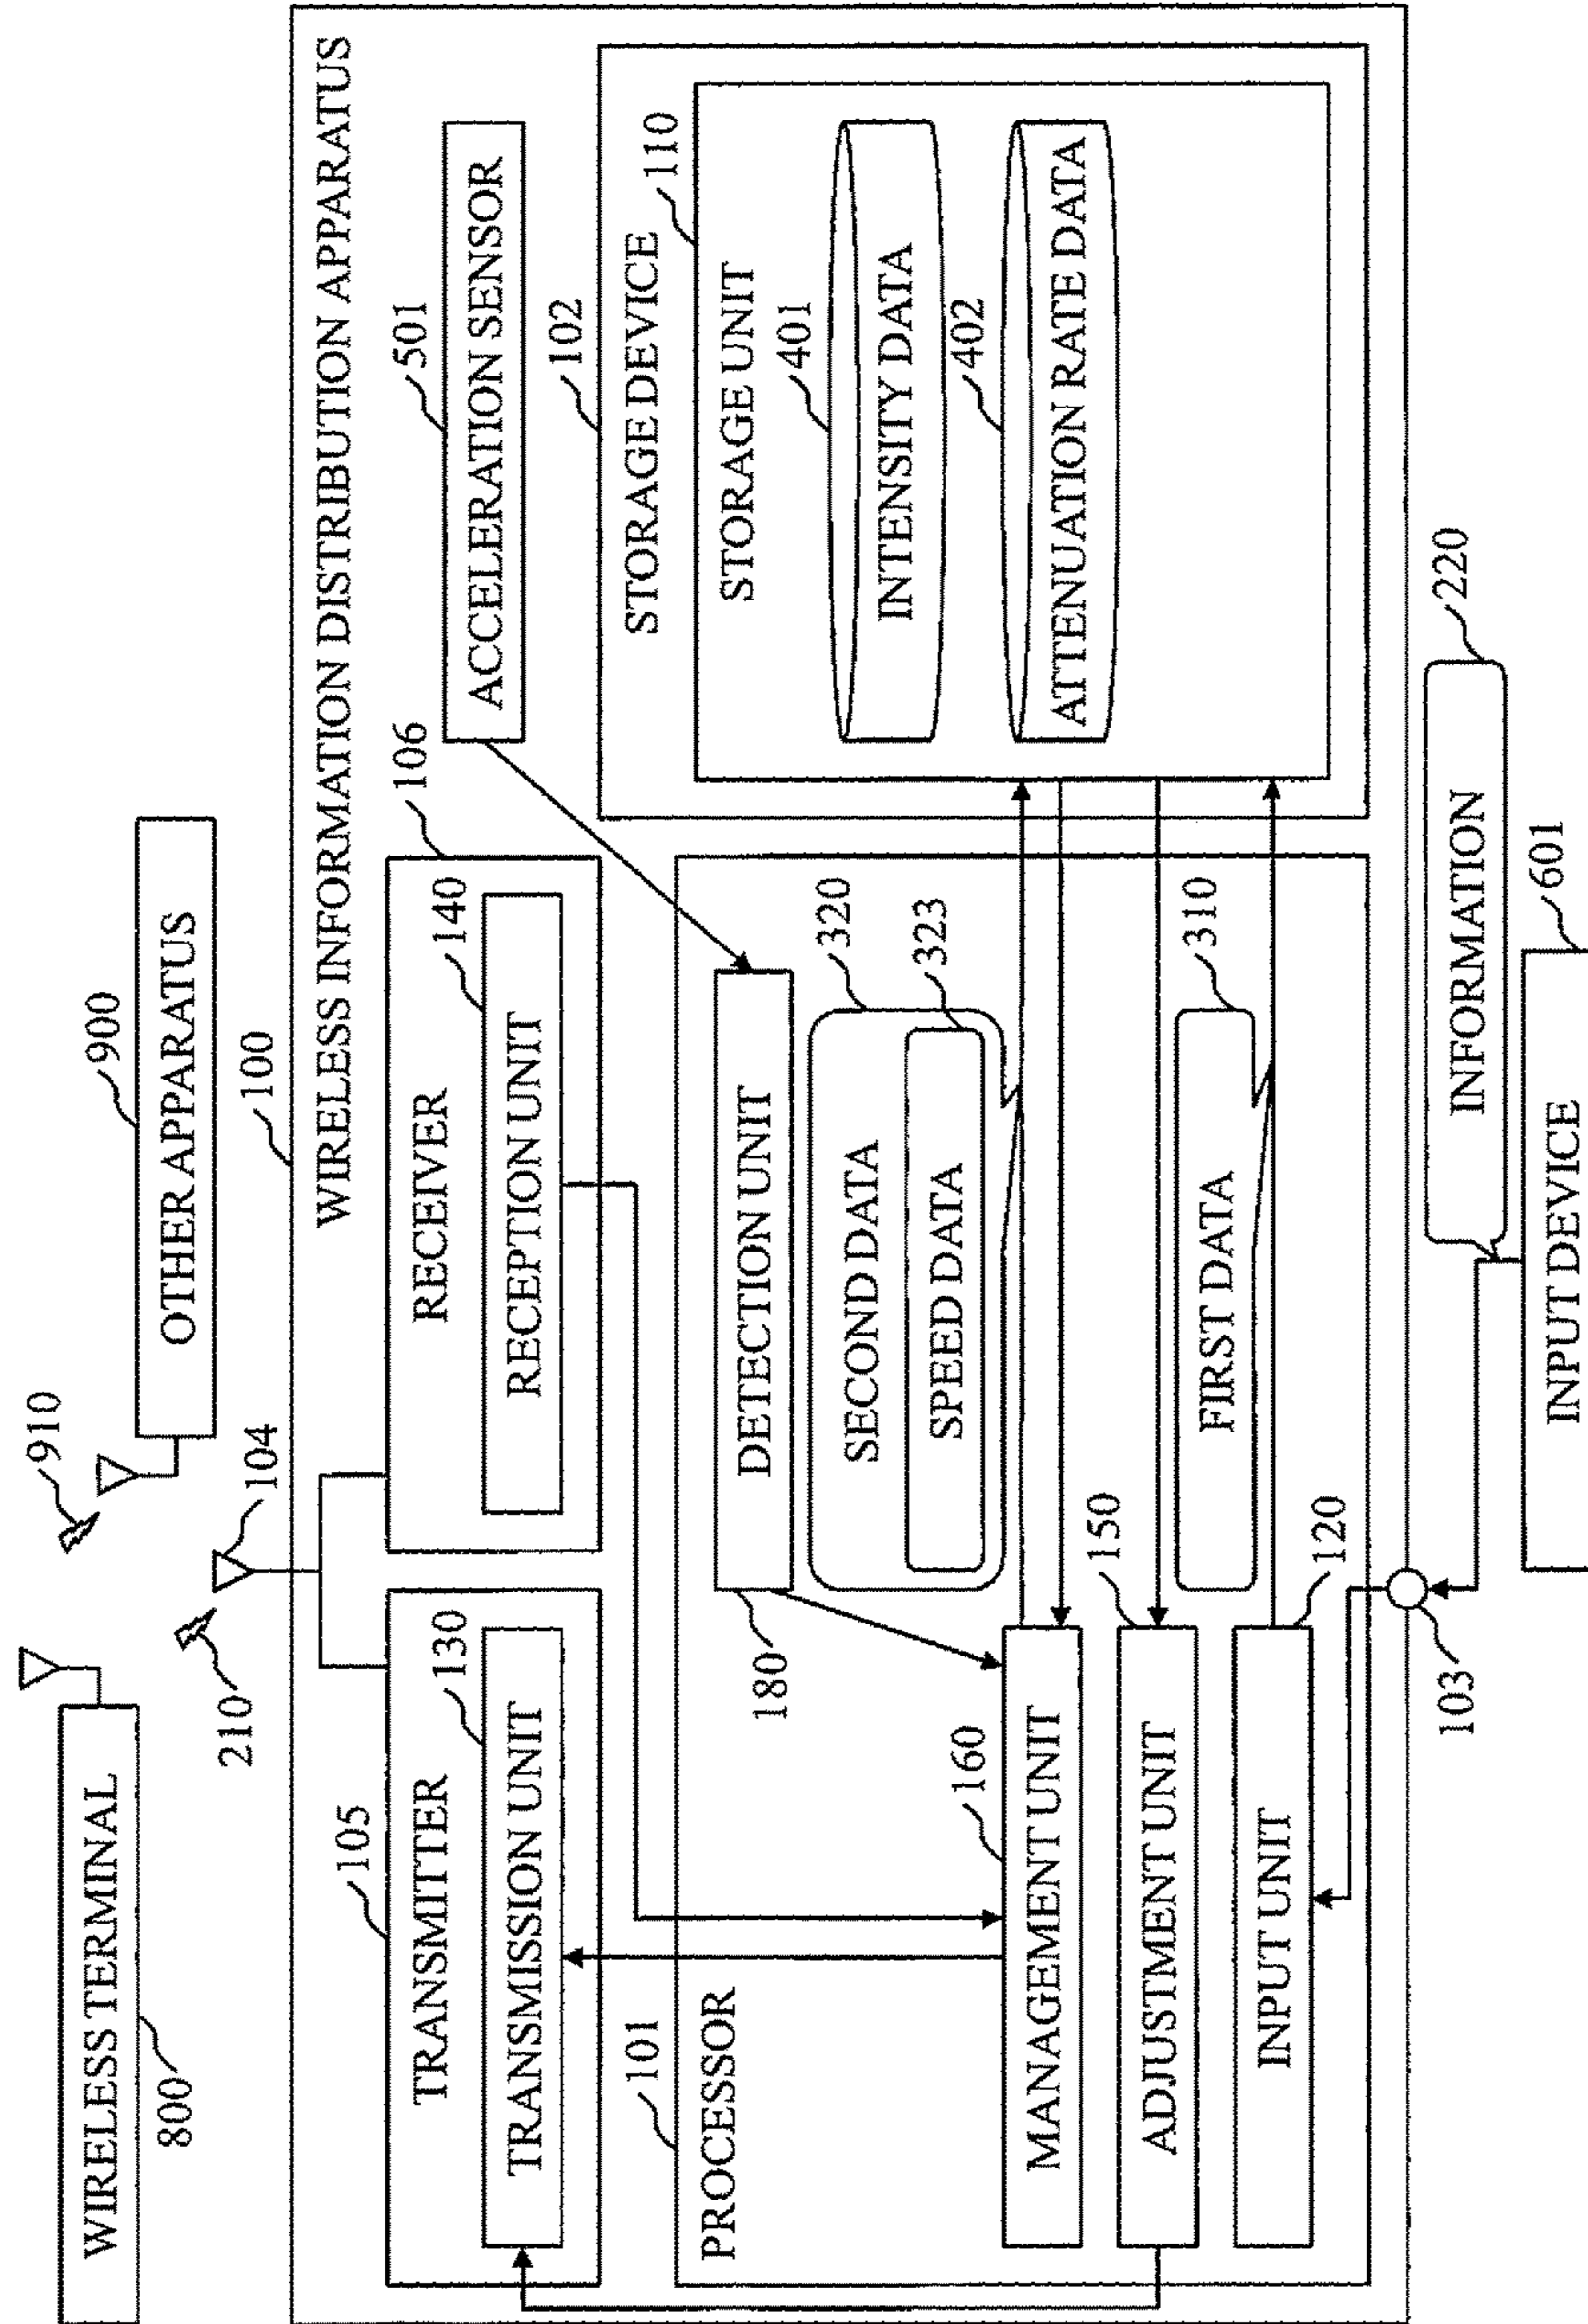 WIRELESS TERMINAL
800
210
910
OTHER APPARATUS
900
104
100
WIRELESS INFORMATION DISTRIBUTION APPARATUS
105
TRANSMITTER
130
TRANSMISSION UNIT
RECEIVER
106
140
RECEPTION UNIT
501
ACCELERATION SENSOR
101
PROCESSOR
180
DETECTION UNIT
SECOND DATA
320
SPEED DATA
323
160
MANAGEMENT UNIT
150
ADJUSTMENT UNIT
FIRST DATA
310
120
INPUT UNIT
102
STORAGE DEVICE
110
STORAGE UNIT
401
INTENSITY DATA
402
ATTENUATION RATE DATA
103
220
INFORMATION
601
INPUT DEVICE